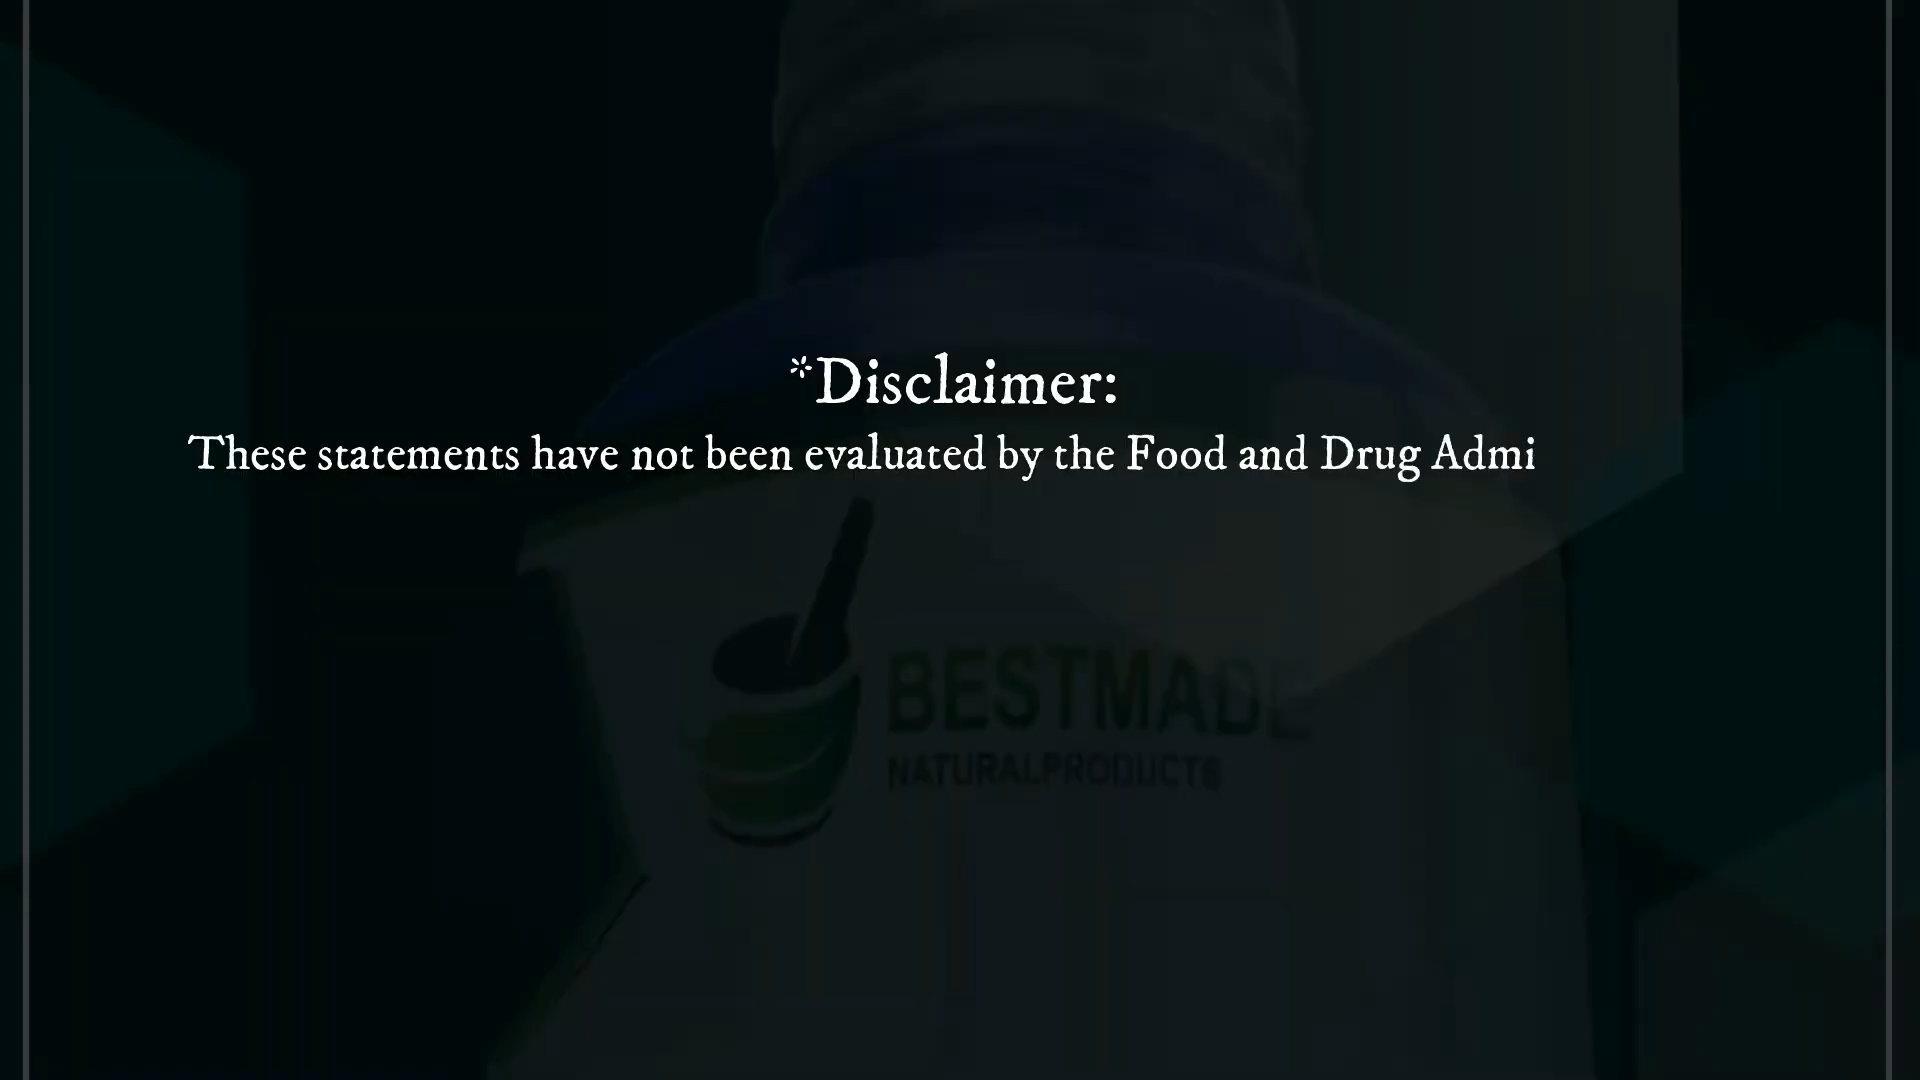 *Disclaimer:
These statements have not been evaluated by the Food and Drug Admi
BESTMADE
NATURALPRODUCTS